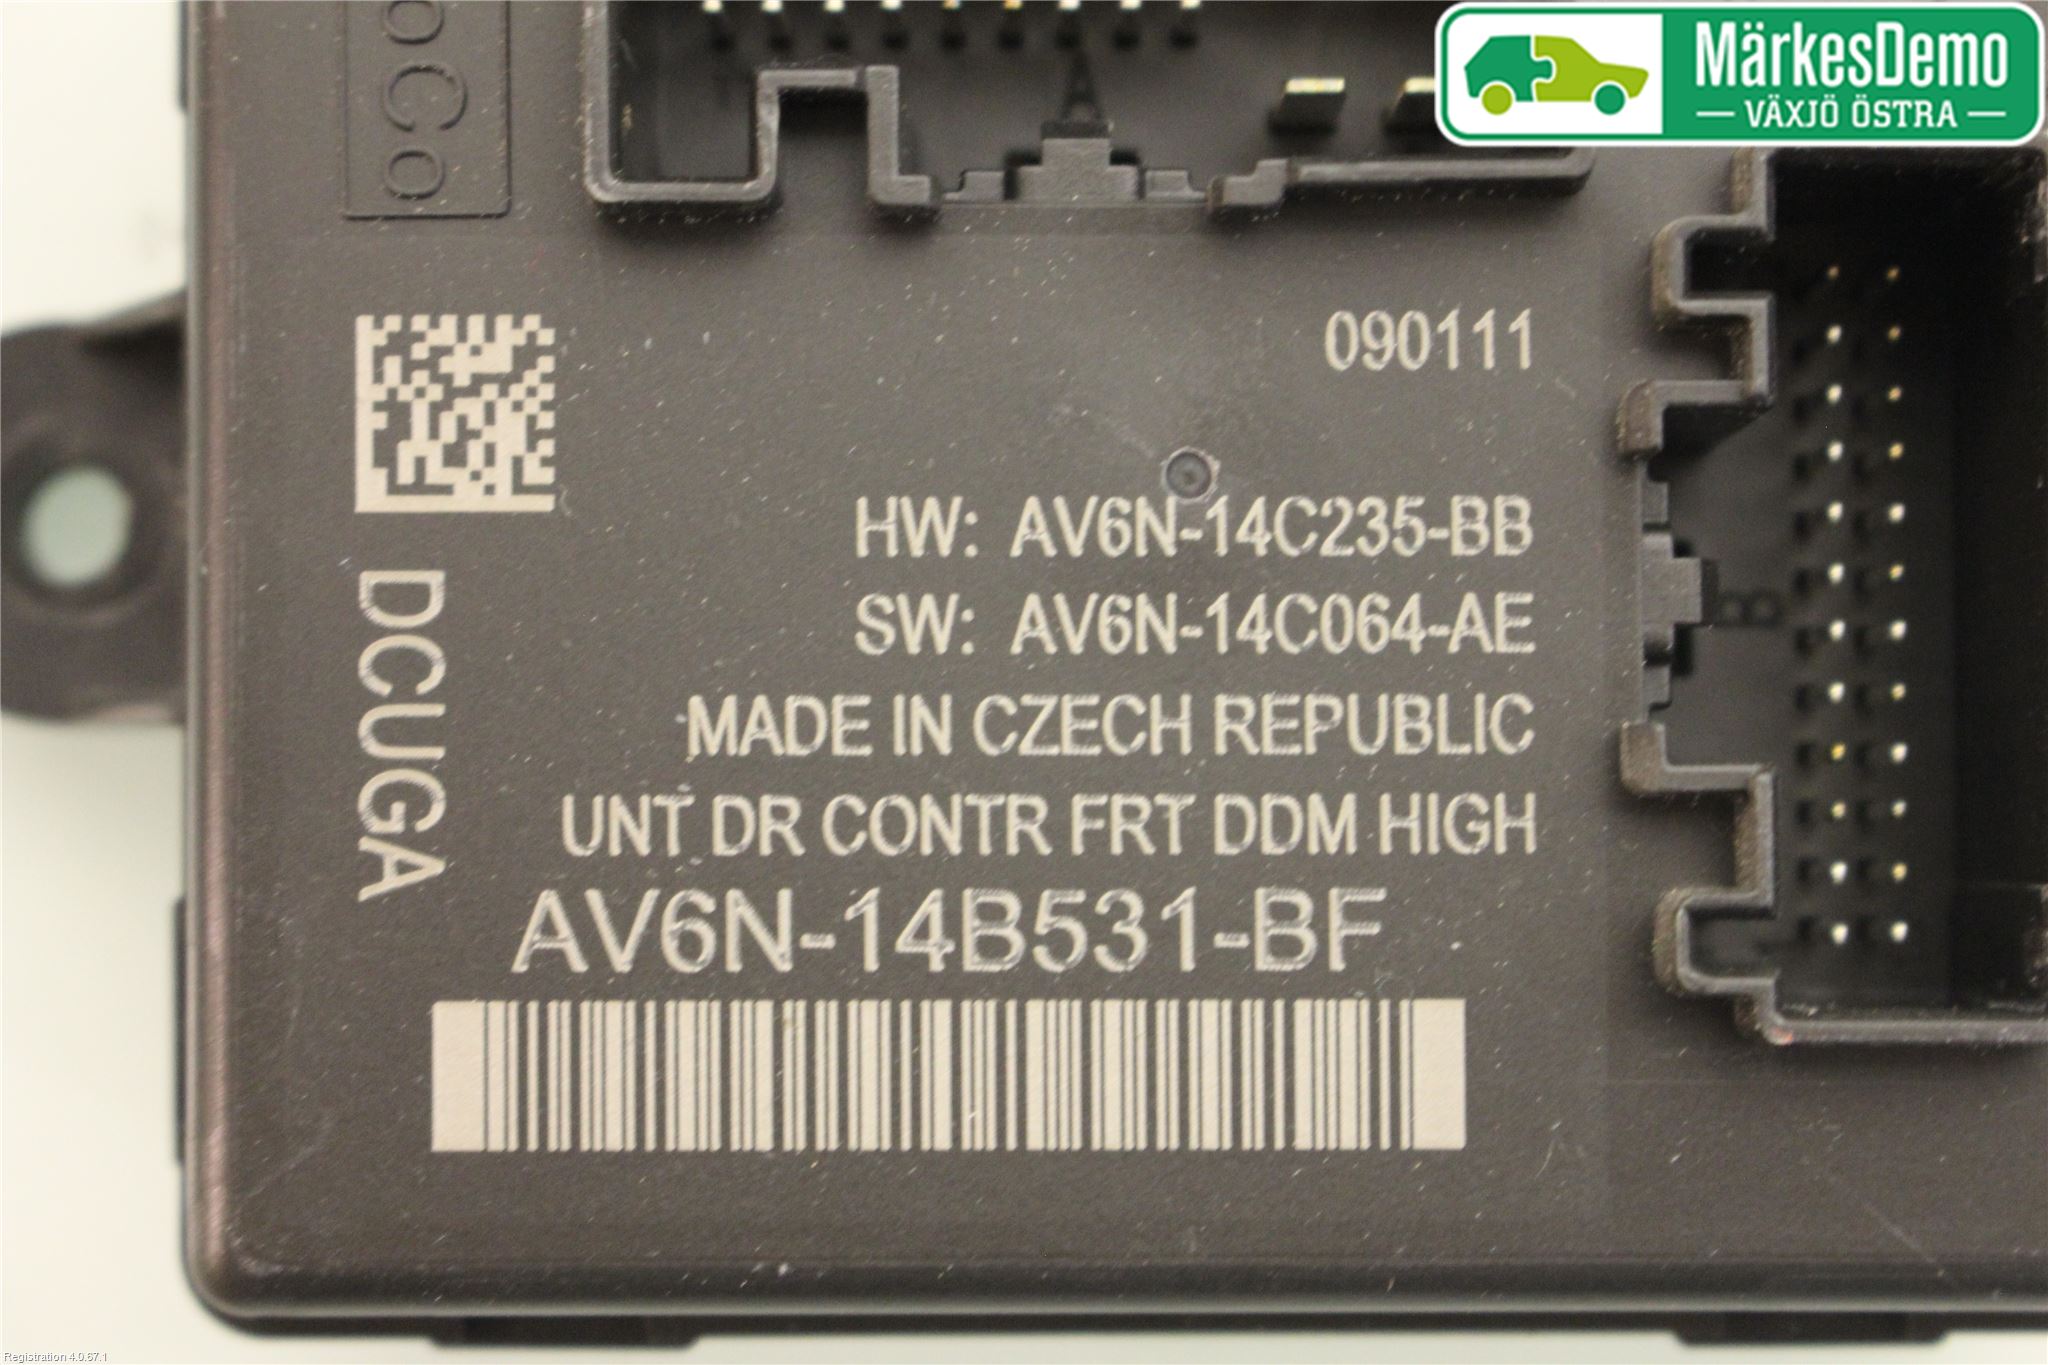 MärkesDemo
VÄXJÖ ÖSTRA
A
090111
HW: AV6N-14C235-BB
SW: AV6N-14C064-AE
MADE IN CZECH REPUBLIC
UNT DR CONTR FRT DDM HIGH
AV6N-14B531-BF
DCUGA
B
Registration 4.0.67.1